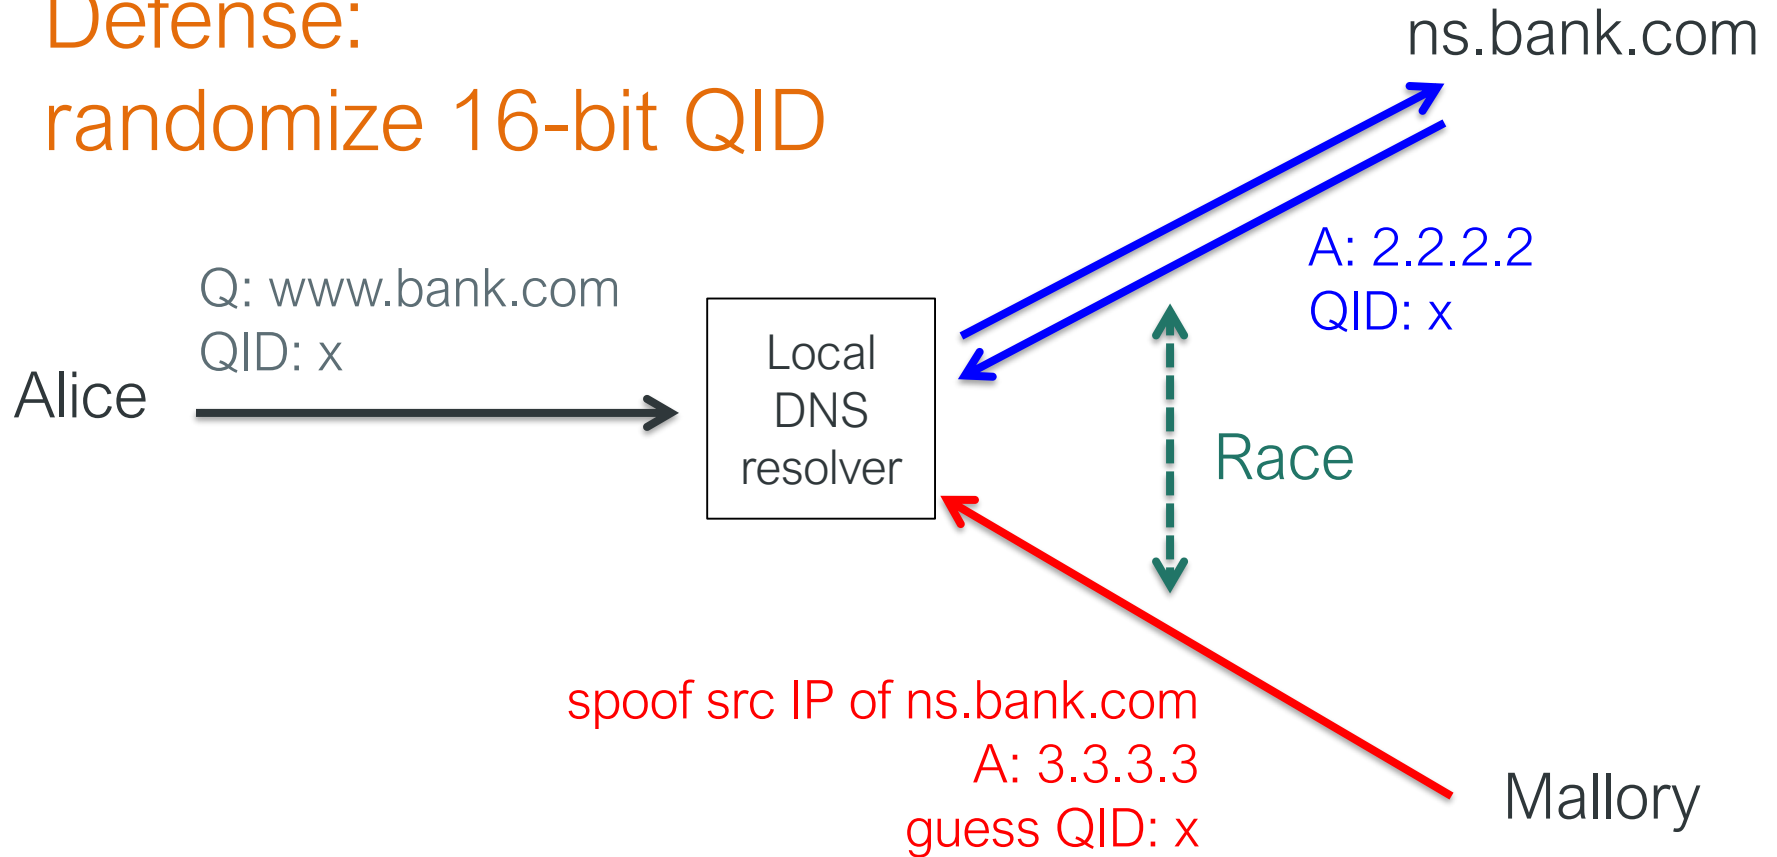 Defense:
randomize 16-bit QID
ns.bank.com
A: 2.2.2.2
QID: x
Q: www.bank.com
QID: x
Alice
Local
DNS
resolver
Race
spoof src IP of ns.bank.com
A: 3.3.3.3
guess QID: x
Mallory